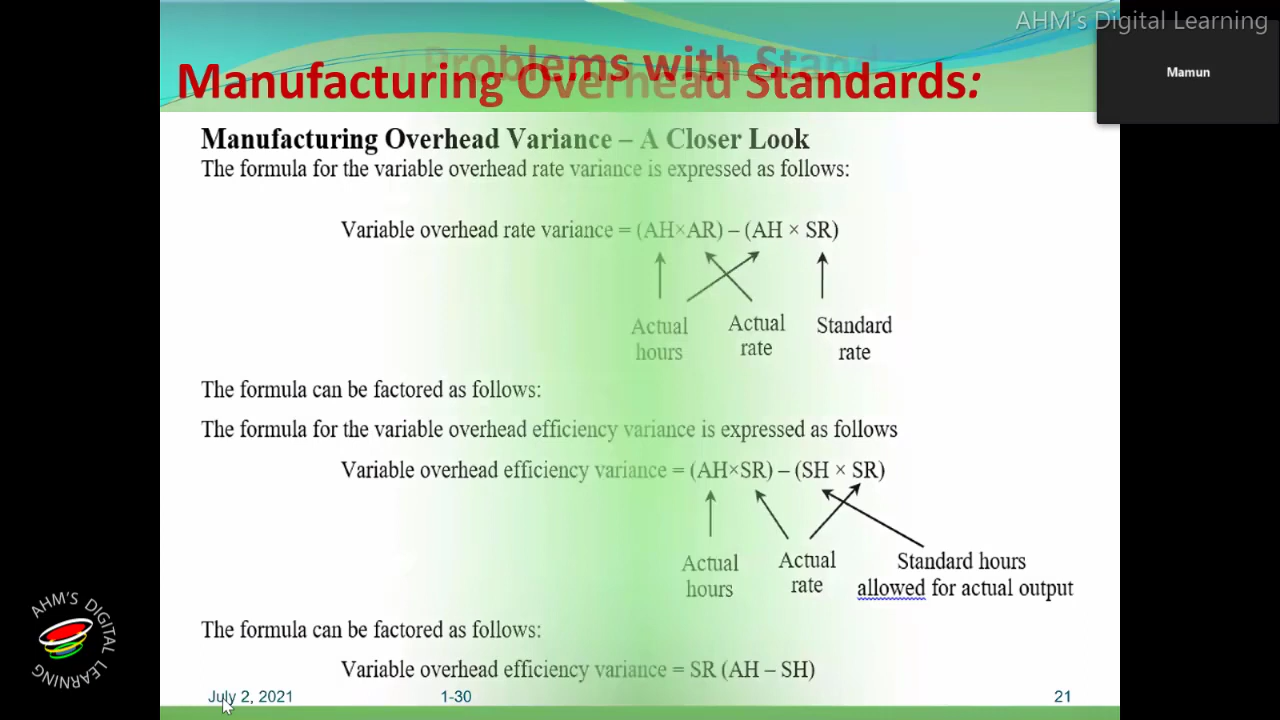 AHM's Digital Learning
Problems with Stand
Manufacturing Overhead Standards:
Mamun
Manufacturing Overhead Variance – A Closer Look
The formula for the variable overhead rate variance is expressed as follows:
Variable overhead rate variance = (AH×AR) – (AH × SR)
Actual hours
Actual rate
Standard rate
The formula can be factored as follows:
The formula for the variable overhead efficiency variance is expressed as follows
Variable overhead efficiency variance = (AH×SR) – (SH × SR)
Actual hours
Actual rate
Standard hours
allowed for actual output
The formula can be factored as follows:
Variable overhead efficiency variance = SR (AH – SH)
AHM'S DIGITAL LEARNING
July 2, 2021
1-30
21